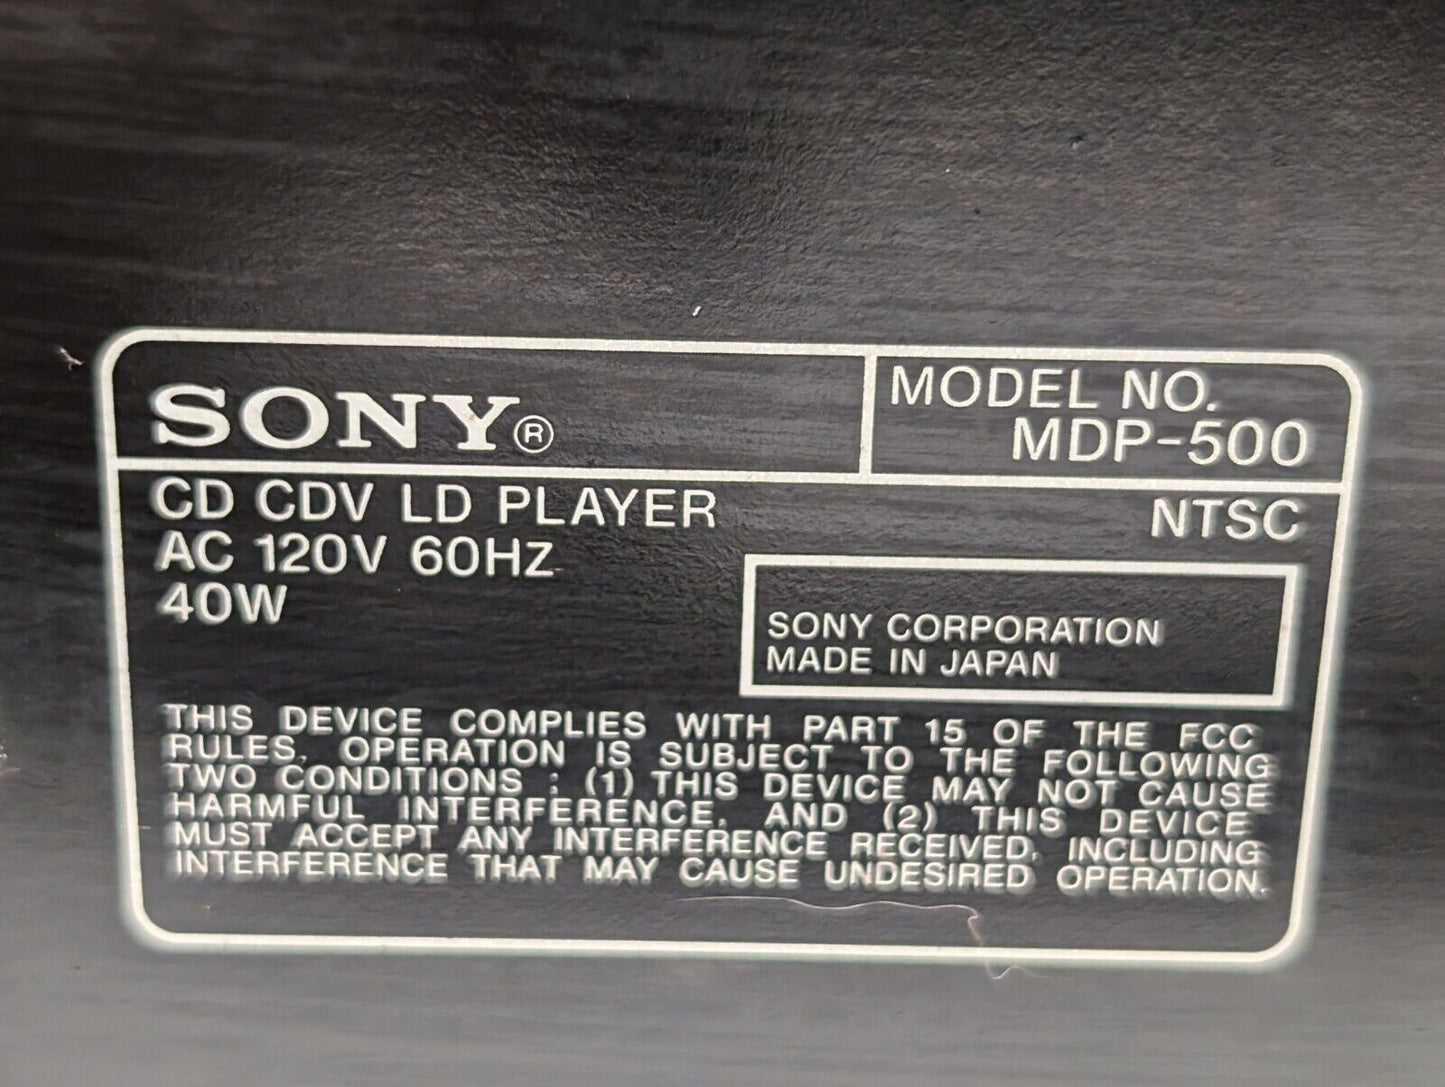 SONY®
MODEL NO.
MDP-500
CD CDV LD PLAYER
NTSC
AC 120V 60HZ
40W
SONY CORPORATION
MADE IN JAPAN
THIS DEVICE COMPLIES WITH PART 15 OF THE FCC
RULES. OPERATION IS SUBJECT TO THE FOLLOWING
TWO CONDITIONS : (1) THIS DEVICE MAY NOT CAUSE
HARMFUL INTERFERENCE, AND (2) THIS DEVICE
MUST ACCEPT ANY INTERFERENCE RECEIVED, INCLUDING
INTERFERENCE THAT MAY CAUSE UNDESIRED OPERATION.